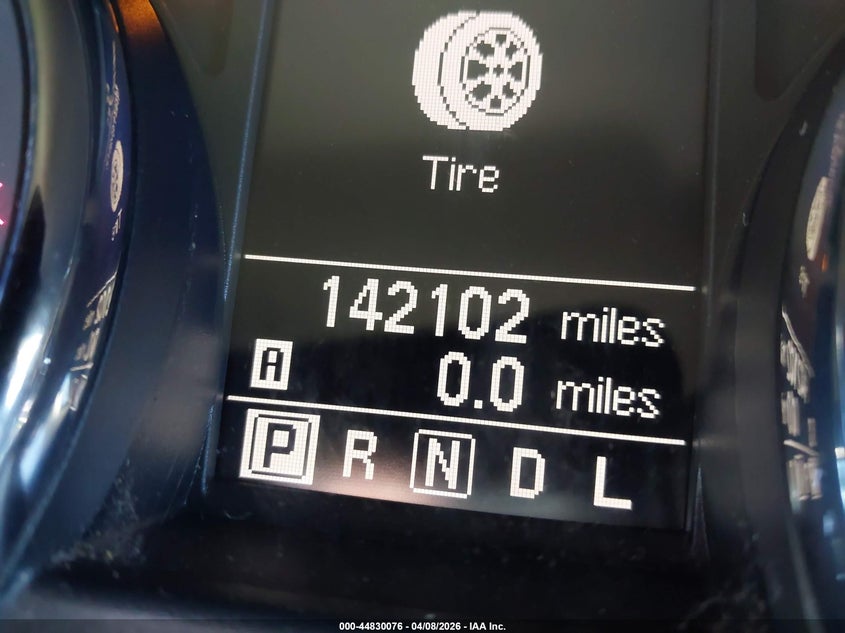 Tire
142102 miles
A 0.0 miles
P R N D L
000-44830076 - 04/08/2026 - IAA Inc.